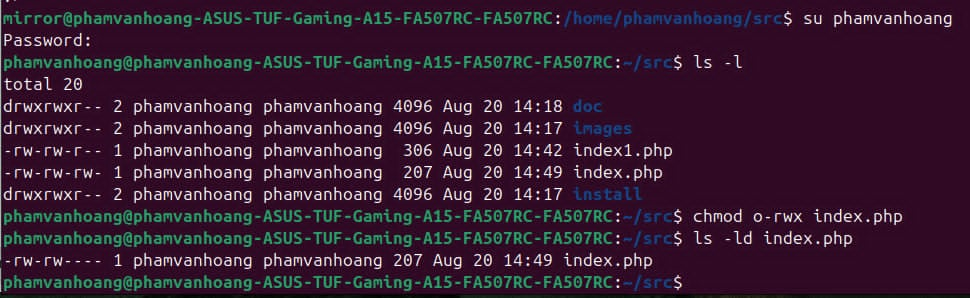 mirror@phamvanhoang-ASUS-TUF-Gaming-A15-FA507RC-FA507RC:/home/phamvanhoang/src$ su phamvanhoang
Password:
phamvanhoang@phamvanhoang-ASUS-TUF-Gaming-A15-FA507RC-FA507RC:~/src$ ls -l
total 20
drwxrwxr-- 2 phamvanhoang phamvanhoang 4096 Aug 20 14:18 doc
drwxrwxr-- 2 phamvanhoang phamvanhoang 4096 Aug 20 14:17 images
-rw-rw-r-- 1 phamvanhoang phamvanhoang  306 Aug 20 14:42 index1.php
-rw-rw-rw- 1 phamvanhoang phamvanhoang  207 Aug 20 14:49 index.php
drwxrwxr-- 2 phamvanhoang phamvanhoang 4096 Aug 20 14:17 install
phamvanhoang@phamvanhoang-ASUS-TUF-Gaming-A15-FA507RC-FA507RC:~/src$ chmod o-rwx index.php
phamvanhoang@phamvanhoang-ASUS-TUF-Gaming-A15-FA507RC-FA507RC:~/src$ ls -ld index.php
-rw-rw---- 1 phamvanhoang phamvanhoang 207 Aug 20 14:49 index.php
phamvanhoang@phamvanhoang-ASUS-TUF-Gaming-A15-FA507RC-FA507RC:~/src$